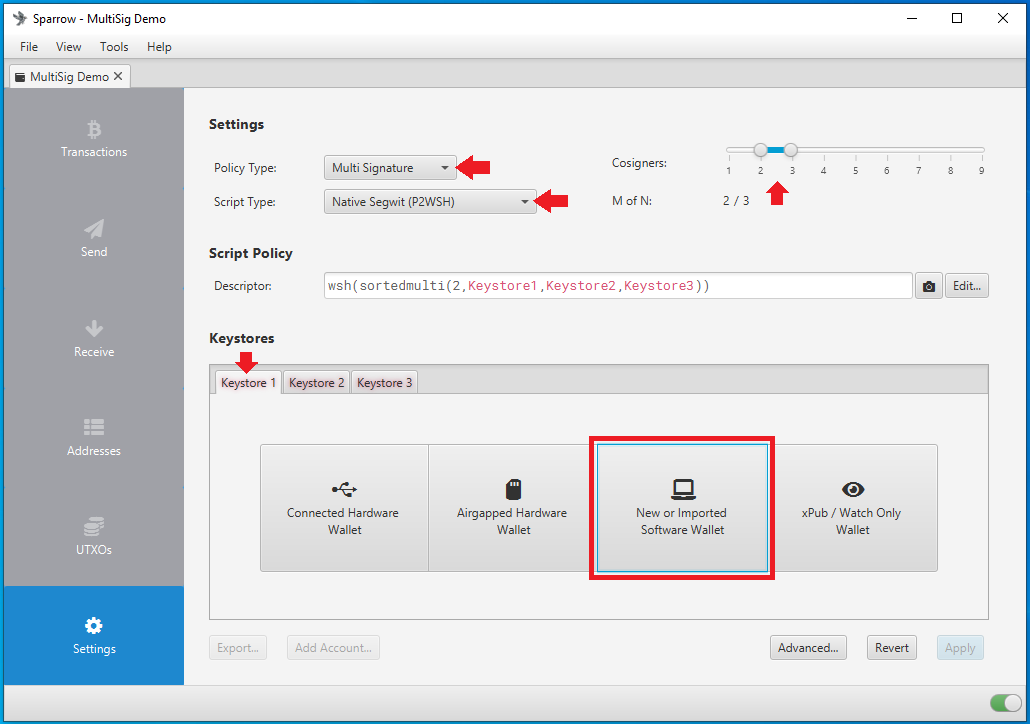 Sparrow - MultiSig Demo
File View Tools Help
MultiSig Demo
Transactions
Send
Receive
Addresses
UTXOs
Settings
Settings
Policy Type: Multi Signature
Script Type: Native Segwit (P2WSH)
Cosigners:
1 2 3 4 5 6 7 8 9
M of N: 2 / 3
Script Policy
Descriptor: wsh(sortedmulti(2,Keystore1,Keystore2,Keystore3)) Edit...
Keystores
Keystore 1 Keystore 2 Keystore 3
Connected Hardware
Wallet
Airgapped Hardware
Wallet
New or Imported
Software Wallet
xPub / Watch Only
Wallet
Export... Add Account... Advanced... Revert Apply